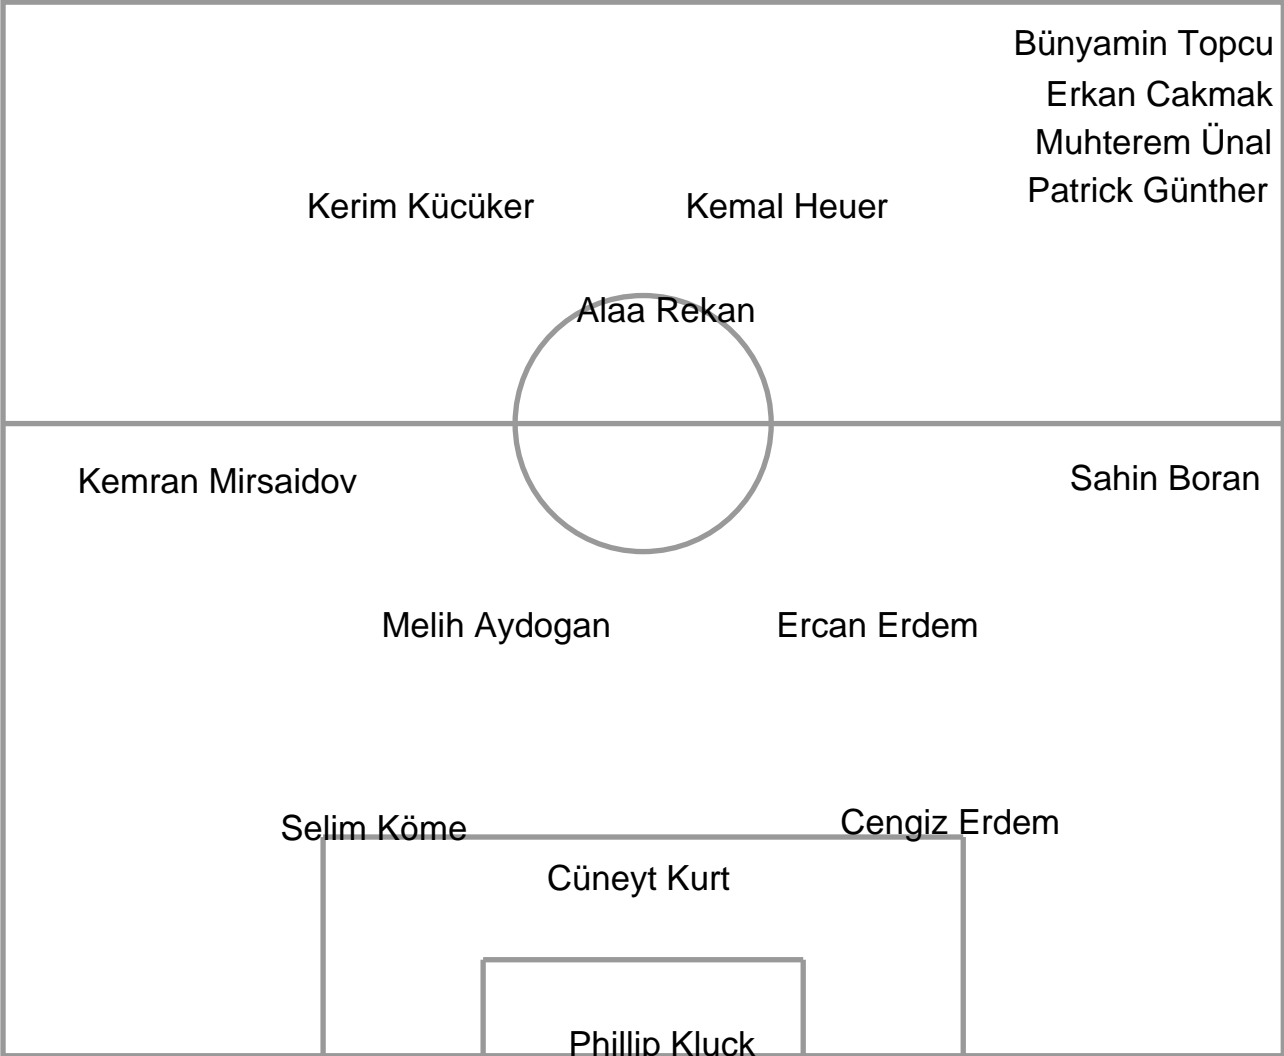 Bünyamin Topcu
Erkan Cakmak
Muhterem Ünal
Patrick Günther
Kerim Kücüker
Kemal Heuer
Alaa Rekan
Kemran Mirsaidov
Sahin Boran
Melih Aydogan
Ercan Erdem
Selim Köme
Cengiz Erdem
Cüneyt Kurt
Phillip Kluck